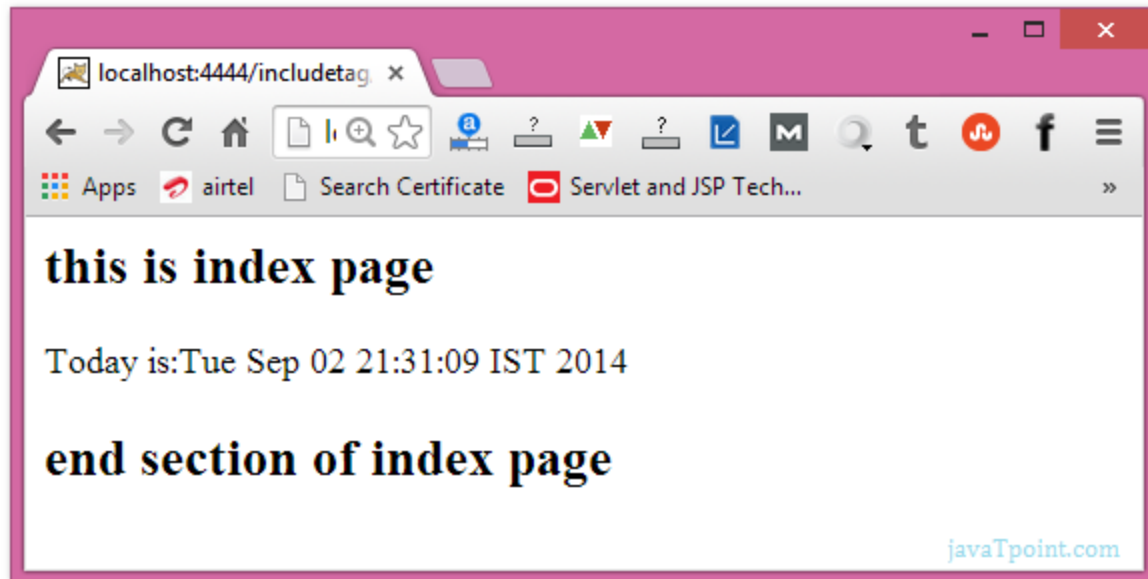 localhost:4444/includetag
a
?
?
M
t
f
Apps
airtel
Search Certificate
Servlet and JSP Tech...
»
this is index page
Today is:Tue Sep 02 21:31:09 IST 2014
end section of index page
javaTpoint.com